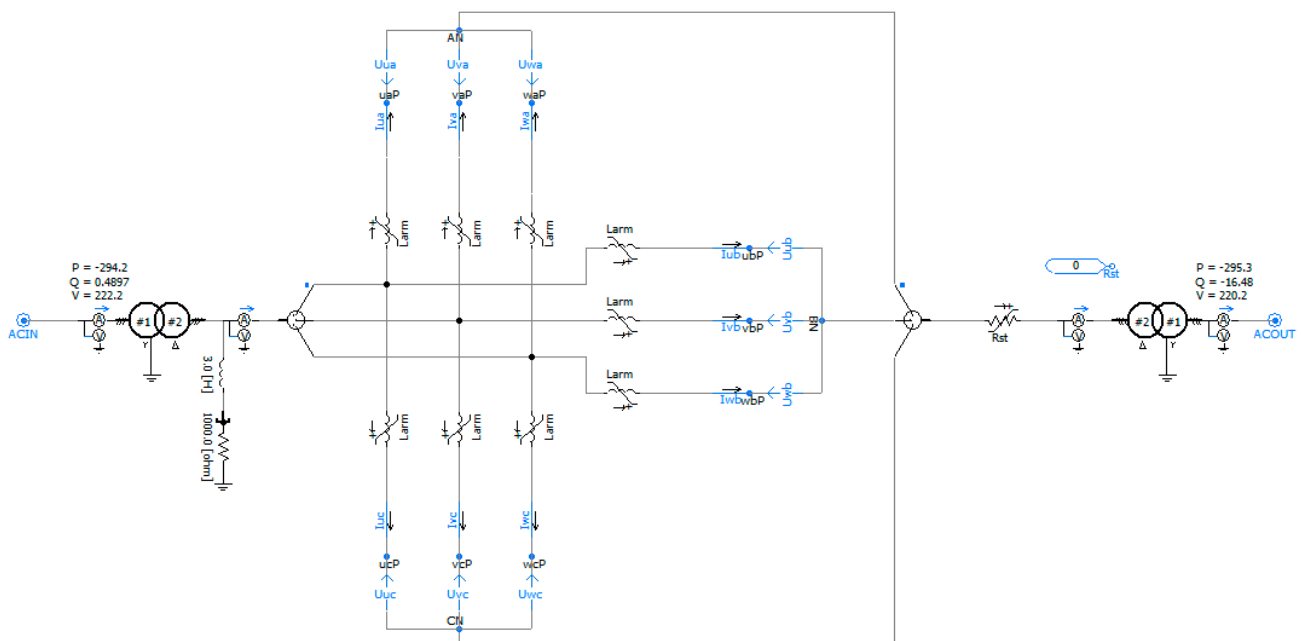 AN
Uua
Uva
Uwa
uaP
vaP
waP
Iua
Iva
Iwa
Larm
Larm
Larm
Larm
Iub
ubP
Uub
P = -294.2
Q = 0.4897
V = 222.2
0
Rst
P = -295.3
Q = -16.48
V = 220.2
ACIN
A
V
#1
#2
Y
Δ
A
V
Larm
Ivb
vbP
Uvb
BN
Rst
A
V
#2
#1
Δ
Y
A
V
ACOUT
3.0 [H]
1000.0 [ohm]
Larm
Iwb
wbP
Uwb
Larm
Larm
Larm
Iuc
Ivc
Iwc
ucP
vcP
wcP
Uuc
Uvc
Uwc
CN